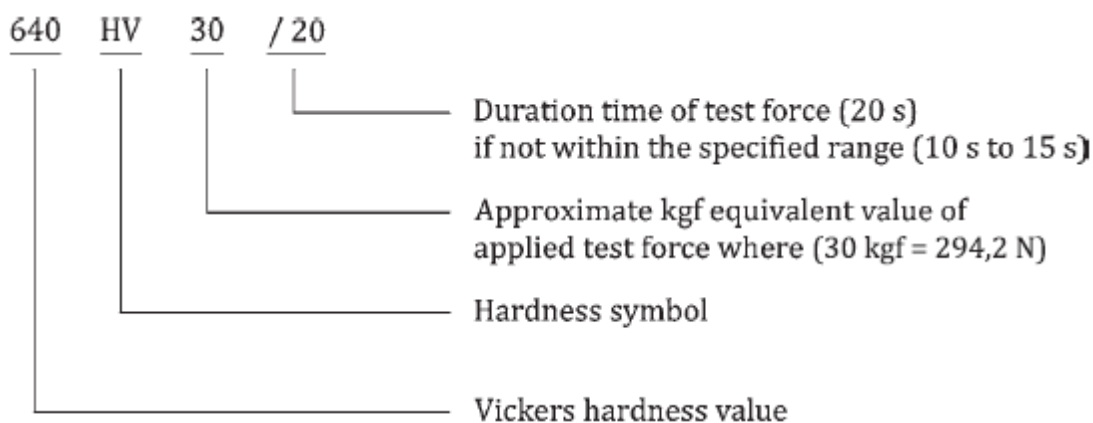 640 HV 30 / 20
Duration time of test force (20 s)
if not within the specified range (10 s to 15 s)
Approximate kgf equivalent value of
applied test force where (30 kgf = 294,2 N)
Hardness symbol
Vickers hardness value